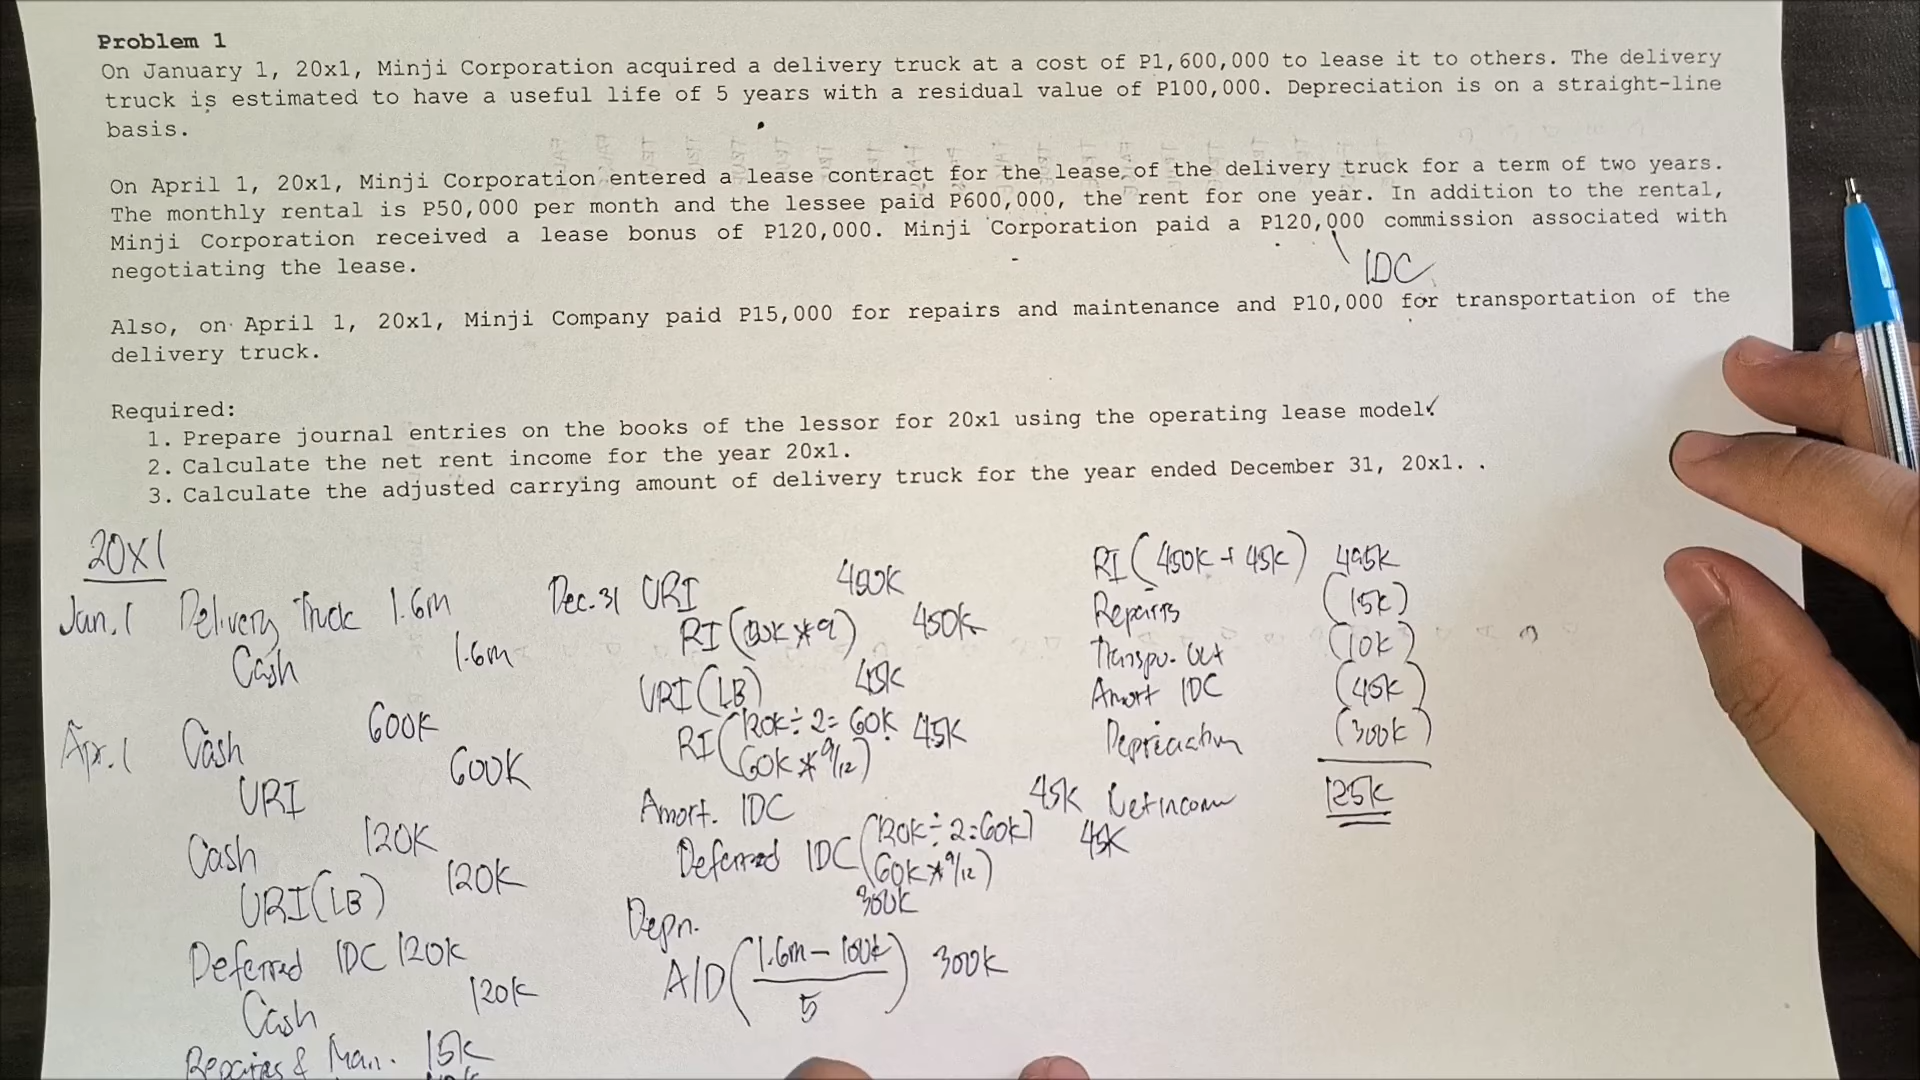 Problem 1
On January 1, 20x1, Minji Corporation acquired a delivery truck at a cost of P1,600,000 to lease it to others. The delivery
truck is estimated to have a useful life of 5 years with a residual value of P100,000. Depreciation is on a straight-line
basis.
On April 1, 20x1, Minji Corporation entered a lease contract for the lease of the delivery truck for a term of two years.
The monthly rental is P50,000 per month and the lessee paid P600,000, the rent for one year. In addition to the rental,
Minji Corporation received a lease bonus of P120,000. Minji Corporation paid a P120,000 commission associated with
negotiating the lease.
IDC
Also, on April 1, 20x1, Minji Company paid P15,000 for repairs and maintenance and P10,000 for transportation of the
delivery truck.
Required:
1. Prepare journal entries on the books of the lessor for 20x1 using the operating lease model. ✓
2. Calculate the net rent income for the year 20x1.
3. Calculate the adjusted carrying amount of delivery truck for the year ended December 31, 20x1. .
20x1
Jan. 1 Delivery Truck 1.6m
Cash 1.6m
Apr. 1 Cash 600k
URI 600k
Cash 120k
URI (LB) 120k
Deferred IDC 120k
Cash 120k
Repairs & Man. 15k
Dec. 31 URI 450k
RI (50k * 9) 450k
URI (LB) 45k
RI (120k ÷ 2 = 60k 45k
60k * 9/12)
Amort. IDC 45k
Deferred IDC (120k ÷ 2 = 60k) 45k
(60k * 9/12)
Depn. 300k
A/D (1.6m – 100k / 5) 300k
RI (450k + 45k) 495k
Repairs (15k)
Transpo. Out (10k)
Amort IDC (45k)
Depreciation (300k)
Net income 125k